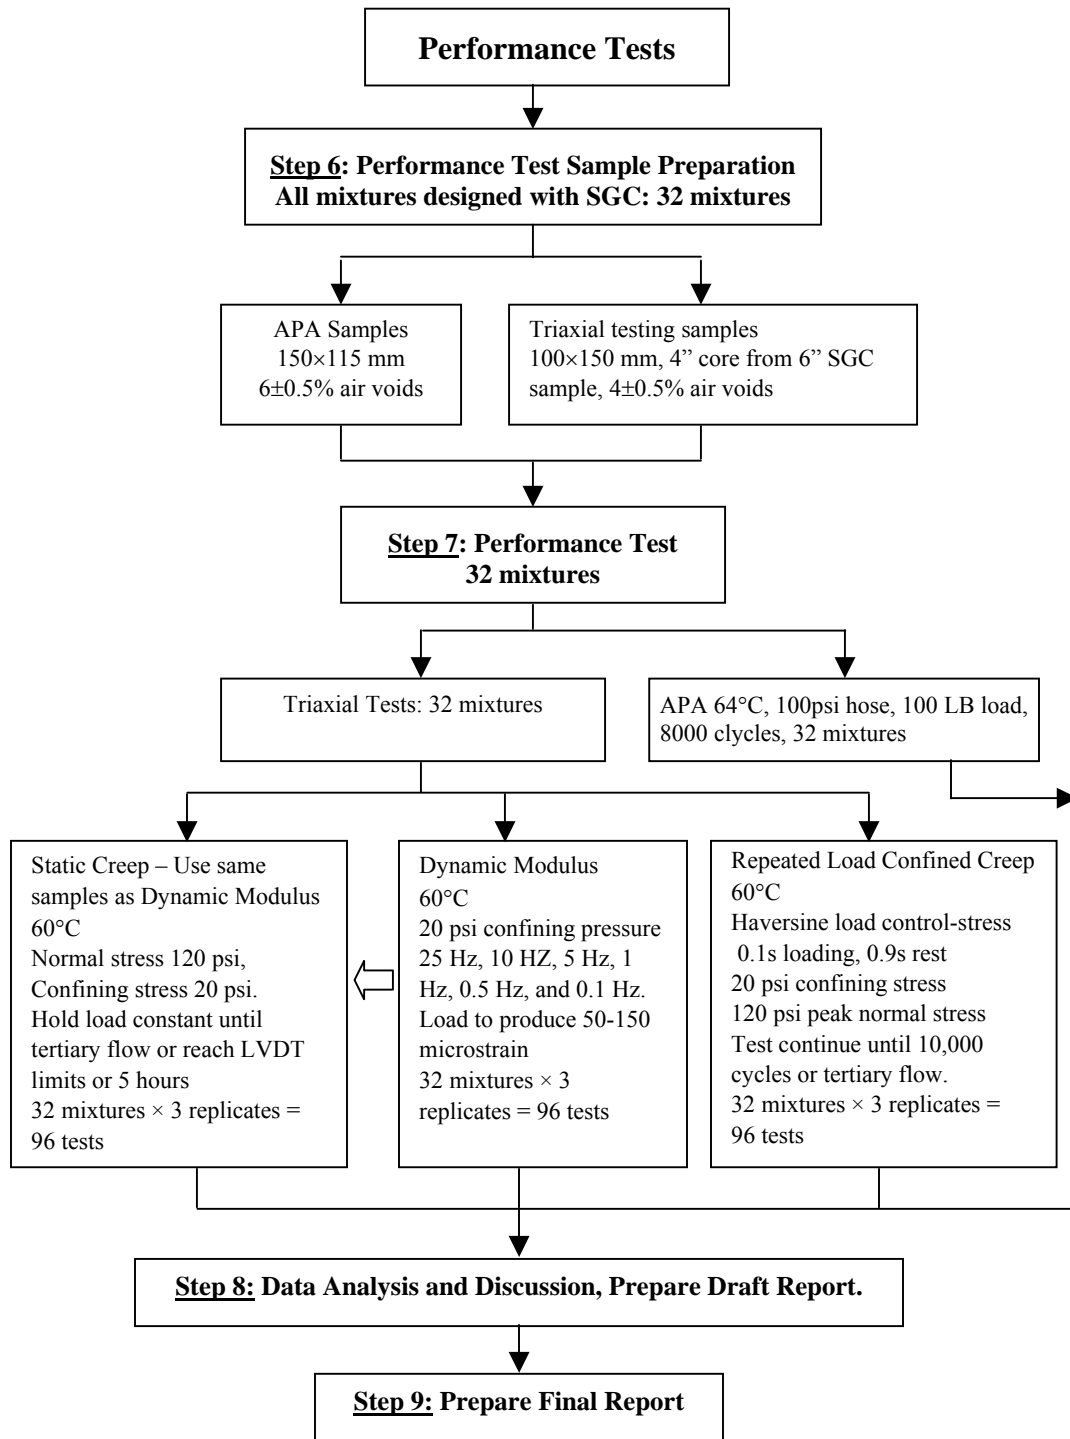 Performance Tests
Step 6: Performance Test Sample Preparation
All mixtures designed with SGC: 32 mixtures
APA Samples
150×115 mm
6±0.5% air voids
Triaxial testing samples
100×150 mm, 4” core from 6” SGC
sample, 4±0.5% air voids
Step 7: Performance Test
32 mixtures
Triaxial Tests: 32 mixtures
APA 64°C, 100psi hose, 100 LB load,
8000 clycles, 32 mixtures
Static Creep – Use same
samples as Dynamic Modulus
60°C
Normal stress 120 psi,
Confining stress 20 psi.
Hold load constant until
tertiary flow or reach LVDT
limits or 5 hours
32 mixtures × 3 replicates =
96 tests
Dynamic Modulus
60°C
20 psi confining pressure
25 Hz, 10 HZ, 5 Hz, 1
Hz, 0.5 Hz, and 0.1 Hz.
Load to produce 50-150
microstrain
32 mixtures × 3
replicates = 96 tests
Repeated Load Confined Creep
60°C
Haversine load control-stress
0.1s loading, 0.9s rest
20 psi confining stress
120 psi peak normal stress
Test continue until 10,000
cycles or tertiary flow.
32 mixtures × 3 replicates =
96 tests
Step 8: Data Analysis and Discussion, Prepare Draft Report.
Step 9: Prepare Final Report